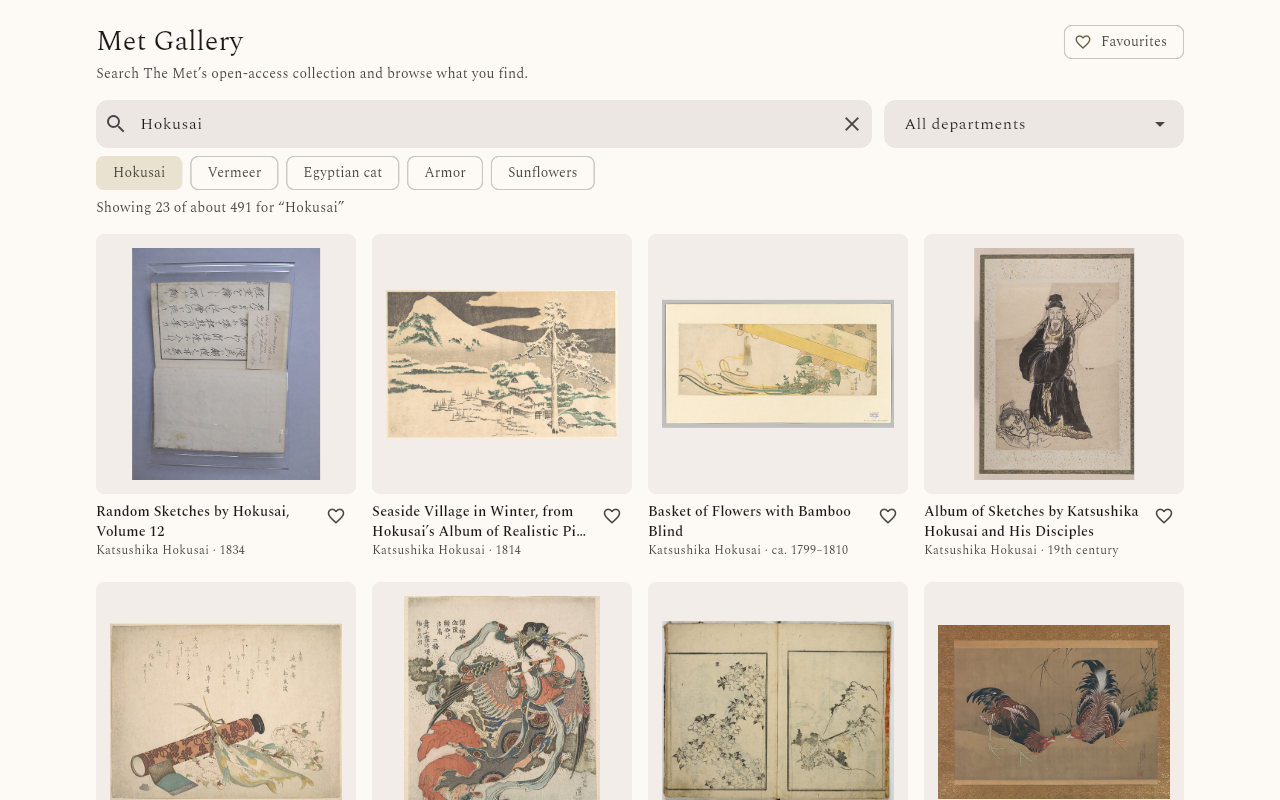 Met Gallery
Favourites
Search The Met’s open-access collection and browse what you find.
Hokusai
All departments
Hokusai
Vermeer
Egyptian cat
Armor
Sunflowers
Showing 23 of about 491 for “Hokusai”
Random Sketches by Hokusai,
Volume 12
Katsushika Hokusai · 1834
Seaside Village in Winter, from
Hokusai’s Album of Realistic Pi...
Katsushika Hokusai · 1814
Basket of Flowers with Bamboo
Blind
Katsushika Hokusai · ca. 1799–1810
Album of Sketches by Katsushika
Hokusai and His Disciples
Katsushika Hokusai · 19th century